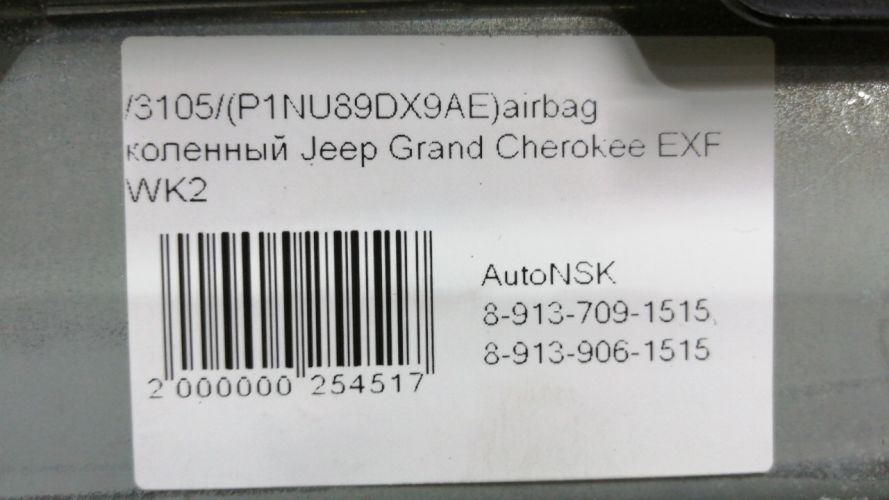 /3105/(P1NU89DX9AE)airbag
коленный Jeep Grand Cherokee EXF
WK2
AutoNSK
8-913-709-1515,
8-913-906-1515
2 000000 254517